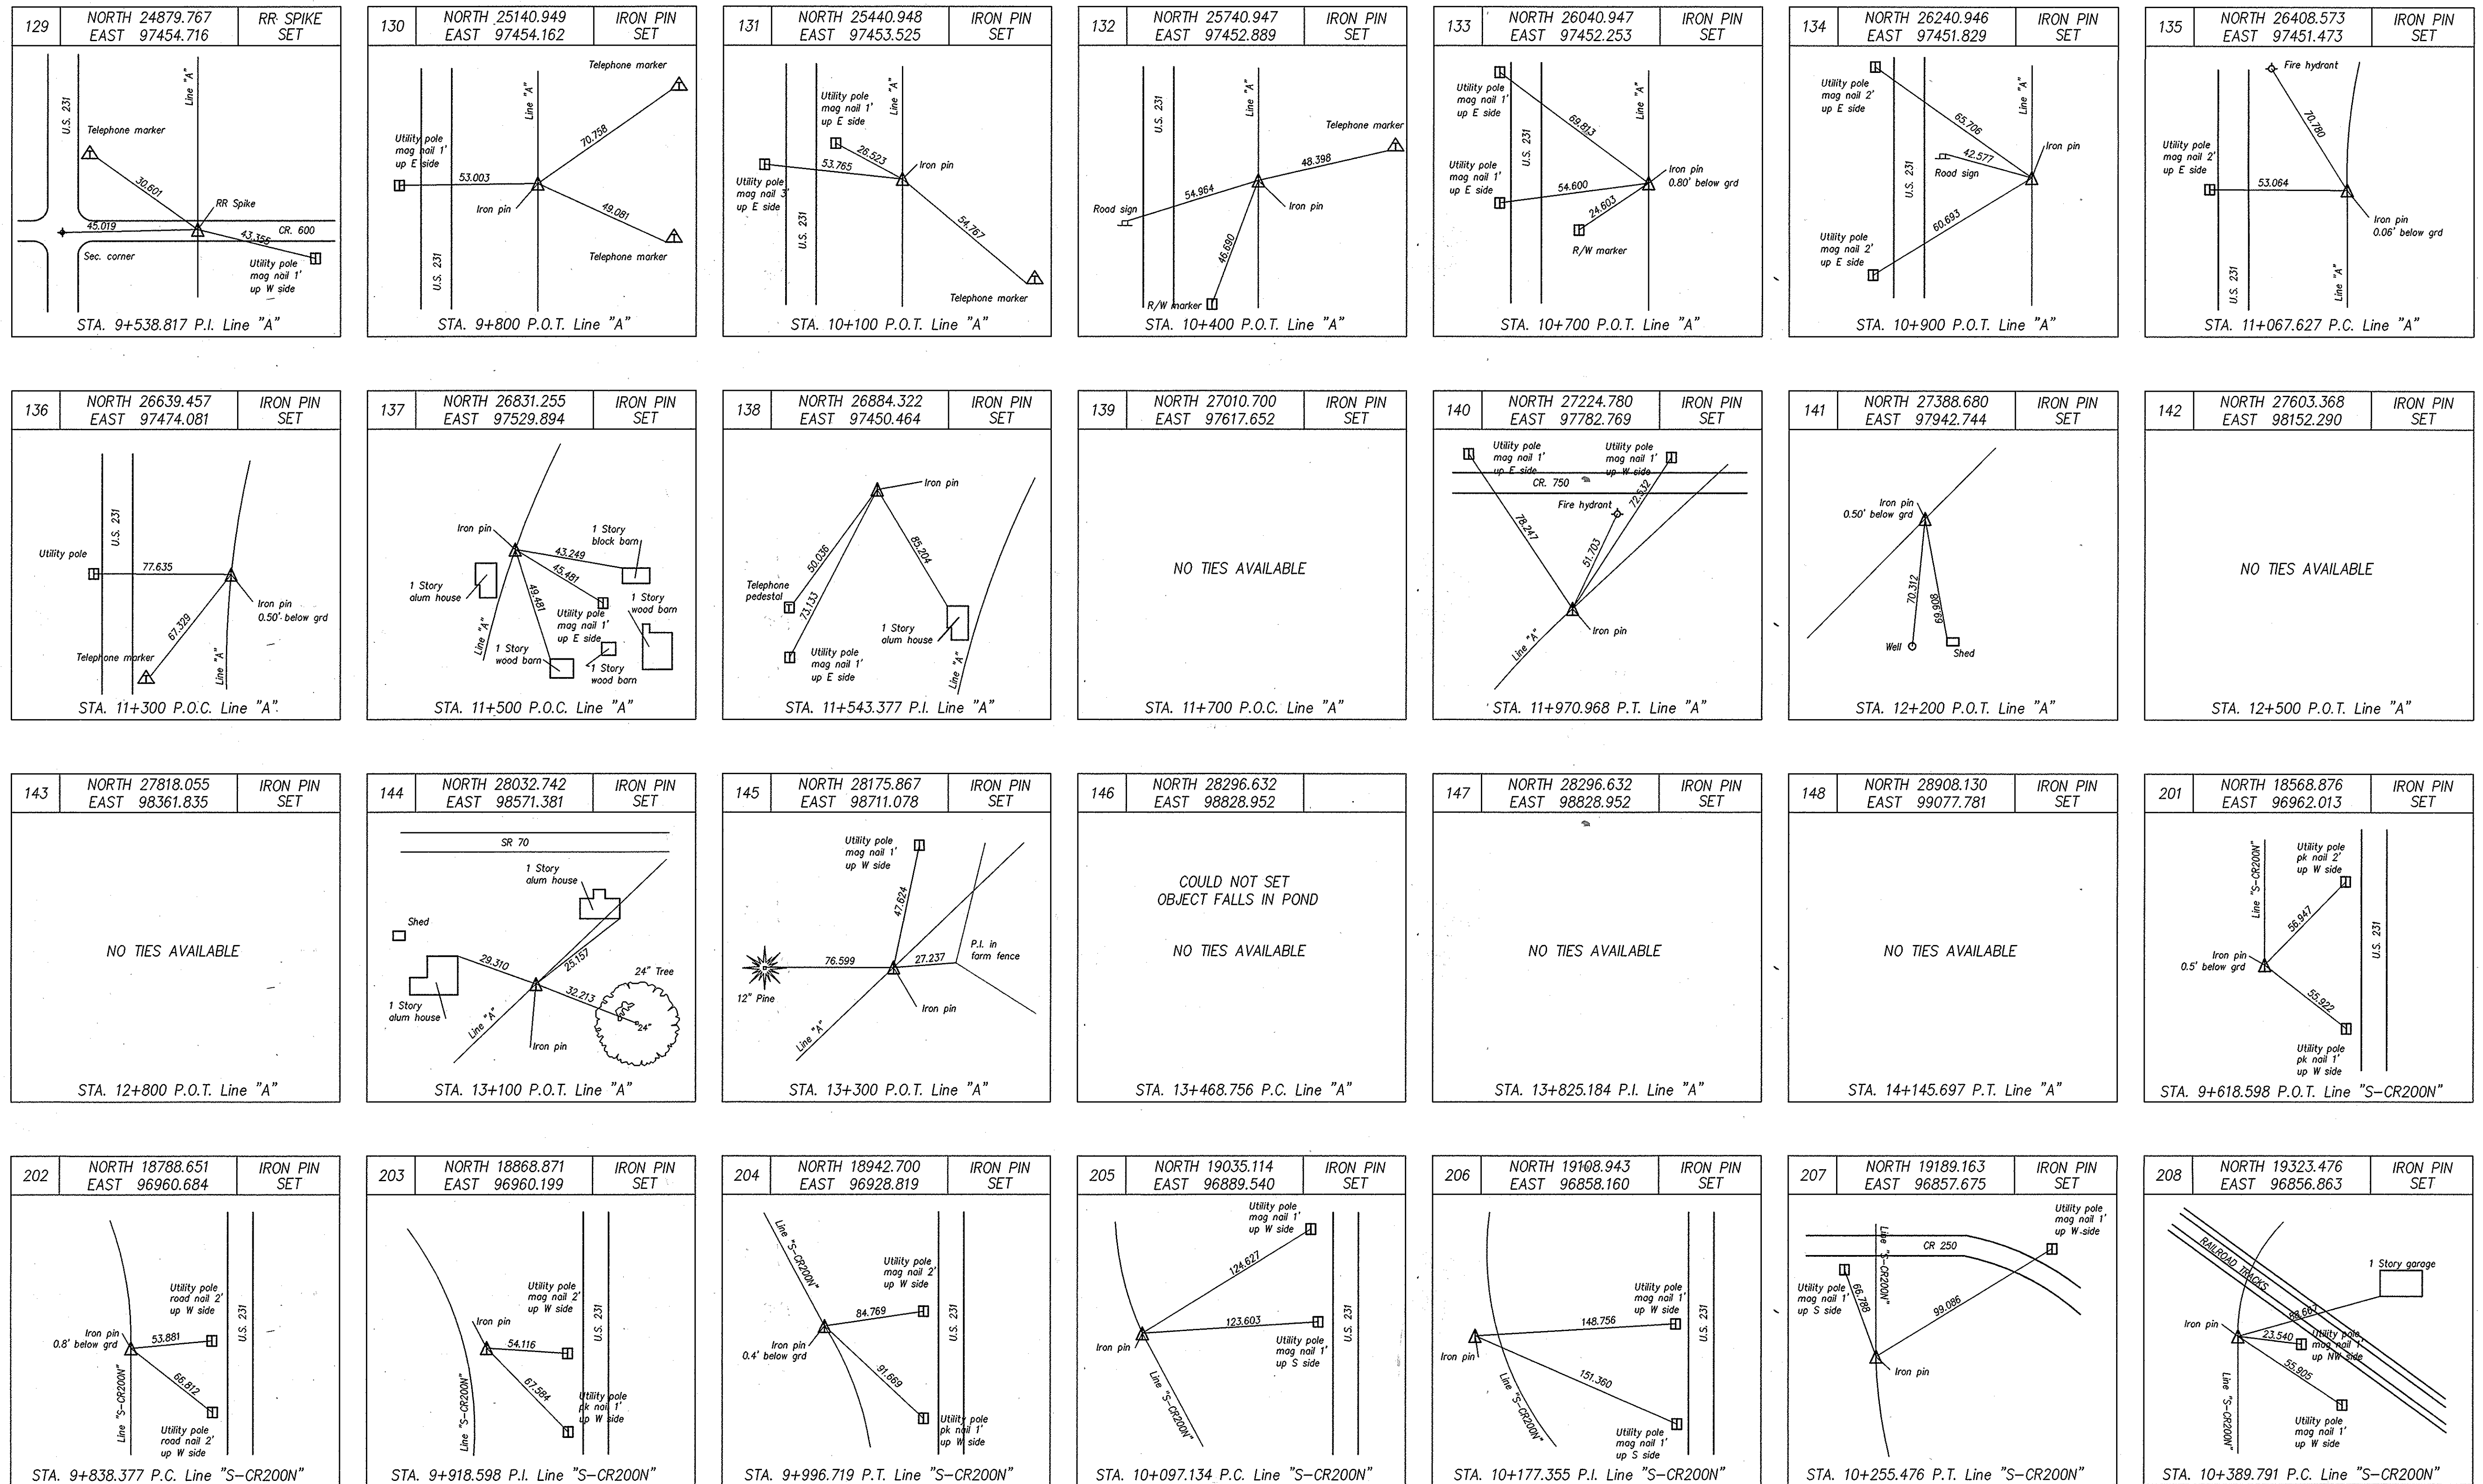 129
NORTH 24879.767
EAST 97454.716
RR SPIKE
SET
U.S. 231
Line "A"
Telephone marker
30.601
RR Spike
45.019
43.355
CR. 600
Sec. corner
Utility pole
mag nail 1'
up W side
STA. 9+538.817 P.I. Line "A"
130
NORTH 25140.949
EAST 97454.162
IRON PIN
SET
Telephone marker
Line "A"
70.758
Utility pole
mag nail 1'
up E side
53.003
Iron pin
49.081
Telephone marker
U.S. 231
STA. 9+800 P.O.T. Line "A"
131
NORTH 25440.948
EAST 97453.525
IRON PIN
SET
Utility pole
mag nail 1'
up E side
Line "A"
26.523
53.765
Iron pin
Utility pole
mag nail 3'
up E side
U.S. 231
54.767
Telephone marker
STA. 10+100 P.O.T. Line "A"
132
NORTH 25740.947
EAST 97452.889
IRON PIN
SET
U.S. 231
Line "A"
Telephone marker
48.398
54.964
Road sign
Iron pin
46.690
R/W marker
STA. 10+400 P.O.T. Line "A"
133
NORTH 26040.947
EAST 97452.253
IRON PIN
SET
Utility pole
mag nail 1'
up E side
69.813
Line "A"
U.S. 231
Utility pole
mag nail 1'
up E side
54.600
Iron pin
0.80' below grd
24.603
R/W marker
STA. 10+700 P.O.T. Line "A"
134
NORTH 26240.946
EAST 97451.829
IRON PIN
SET
Utility pole
mag nail 2'
up E side
65.706
Line "A"
42.577
Iron pin
Road sign
U.S. 231
60.693
Utility pole
mag nail 2'
up E side
STA. 10+900 P.O.T. Line "A"
135
NORTH 26408.573
EAST 97451.473
IRON PIN
SET
Fire hydrant
70.780
Utility pole
mag nail 2'
up E side
53.064
Iron pin
0.06' below grd
U.S. 231
Line "A"
STA. 11+067.627 P.C. Line "A"
136
NORTH 26639.457
EAST 97474.081
IRON PIN
SET
U.S. 231
Utility pole
77.635
Iron pin
0.50' below grd
67.329
Telephone marker
Line "A"
STA. 11+300 P.O.C. Line "A"
137
NORTH 26831.255
EAST 97529.894
IRON PIN
SET
Iron pin
1 Story
block barn
43.249
45.481
49.481
1 Story
alum house
Utility pole
mag nail 1'
up E side
1 Story
wood barn
Line "A"
1 Story
wood barn
1 Story
wood barn
STA. 11+500 P.O.C. Line "A"
138
NORTH 26884.322
EAST 97450.464
IRON PIN
SET
Iron pin
50.036
85.204
Telephone
pedestal
73.133
1 Story
alum house
Utility pole
mag nail 1'
up E side
Line "A"
STA. 11+543.377 P.I. Line "A"
139
NORTH 27010.700
EAST 97617.652
IRON PIN
SET
NO TIES AVAILABLE
STA. 11+700 P.O.C. Line "A"
140
NORTH 27224.780
EAST 97782.769
IRON PIN
SET
Utility pole
mag nail 1'
up E side
Utility pole
mag nail 1'
up W side
CR. 750
Fire hydrant
72.532
78.247
51.703
Iron pin
Line "A"
STA. 11+970.968 P.T. Line "A"
141
NORTH 27388.680
EAST 97942.744
IRON PIN
SET
Iron pin
0.50' below grd
70.312
69.908
Well
Shed
STA. 12+200 P.O.T. Line "A"
142
NORTH 27603.368
EAST 98152.290
IRON PIN
SET
NO TIES AVAILABLE
STA. 12+500 P.O.T. Line "A"
143
NORTH 27818.055
EAST 98361.835
IRON PIN
SET
NO TIES AVAILABLE
STA. 12+800 P.O.T. Line "A"
144
NORTH 28032.742
EAST 98571.381
IRON PIN
SET
SR 70
1 Story
alum house
Shed
29.310
25.157
24" Tree
32.213
24"
1 Story
alum house
Line "A"
Iron pin
STA. 13+100 P.O.T. Line "A"
145
NORTH 28175.867
EAST 98711.078
IRON PIN
SET
Utility pole
mag nail 1'
up W side
47.624
76.599
27.237
P.I. in
farm fence
12" Pine
Iron pin
Line "A"
STA. 13+300 P.O.T. Line "A"
146
NORTH 28296.632
EAST 98828.952
COULD NOT SET
OBJECT FALLS IN POND
NO TIES AVAILABLE
STA. 13+468.756 P.C. Line "A"
147
NORTH 28296.632
EAST 98828.952
IRON PIN
SET
NO TIES AVAILABLE
STA. 13+825.184 P.I. Line "A"
148
NORTH 28908.130
EAST 99077.781
IRON PIN
SET
NO TIES AVAILABLE
STA. 14+145.697 P.T. Line "A"
201
NORTH 18568.876
EAST 96962.013
IRON PIN
SET
Line "S-CR200N"
Utility pole
pk nail 2'
up W side
56.947
U.S. 231
Iron pin
0.5' below grd
55.922
Utility pole
pk nail 1'
up W side
STA. 9+618.598 P.O.T. Line "S-CR200N"
202
NORTH 18788.651
EAST 96960.684
IRON PIN
SET
Utility pole
road nail 2'
up W side
U.S. 231
Iron pin
0.8' below grd
53.881
66.812
Line "S-CR200N"
Utility pole
road nail 2'
up W side
STA. 9+838.377 P.C. Line "S-CR200N"
203
NORTH 18868.871
EAST 96960.199
IRON PIN
SET
Utility pole
mag nail 2'
up W side
Iron pin
U.S. 231
54.116
67.584
Line "S-CR200N"
Utility pole
pk nail 1'
up W side
STA. 9+918.598 P.I. Line "S-CR200N"
204
NORTH 18942.700
EAST 96928.819
IRON PIN
SET
Line "S-CR200N"
Utility pole
mag nail 2'
up W side
84.769
U.S. 231
Iron pin
0.4' below grd
91.669
Utility pole
pk nail 1'
up W side
STA. 9+996.719 P.T. Line "S-CR200N"
205
NORTH 19035.114
EAST 96889.540
IRON PIN
SET
Utility pole
mag nail 1'
up W side
124.627
123.603
U.S. 231
Iron pin
Utility pole
mag nail 1'
up S side
Line "S-CR200N"
STA. 10+097.134 P.C. Line "S-CR200N"
206
NORTH 19108.943
EAST 96858.160
IRON PIN
SET
Utility pole
mag nail 1'
up W side
148.756
U.S. 231
Iron pin
151.360
Line "S-CR200N"
Utility pole
mag nail 1'
up S side
STA. 10+177.355 P.I. Line "S-CR200N"
207
NORTH 19189.163
EAST 96857.675
IRON PIN
SET
Utility pole
mag nail 1'
up W side
Line "S-CR200N"
CR 250
Utility pole
mag nail 1'
up S side
66.788
99.086
Iron pin
STA. 10+255.476 P.T. Line "S-CR200N"
208
NORTH 19323.476
EAST 96856.863
IRON PIN
SET
RAILROAD TRACKS
1 Story garage
Iron pin
23.540
Utility pole
mag nail 1'
up NW side
55.905
Line "S-CR200N"
Utility pole
mag nail 1'
up W side
STA. 10+389.791 P.C. Line "S-CR200N"